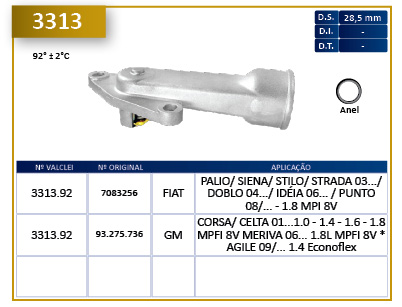 3313
D.S. 28,5 mm
D.I. -
D.T. -
92° ± 2°C
Anel
Nº VALCLEI Nº ORIGINAL APLICAÇÃO
3313.92 7083256 FIAT
PALIO/ SIENA/ STILO/ STRADA 03.../
DOBLO 04.../ IDÉIA 06... / PUNTO
08/... - 1.8 MPI 8V
3313.92 93.275.736 GM
CORSA/ CELTA 01...1.0 - 1.4 - 1.6 - 1.8
MPFI 8V MERIVA 06... 1.8L MPFI 8V *
AGILE 09/... 1.4 Econoflex